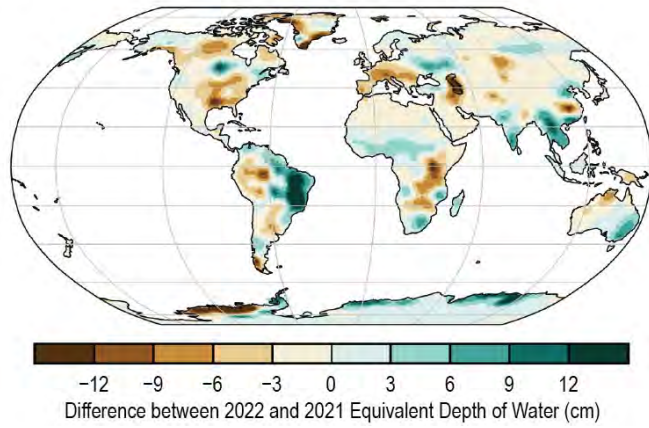 −12 −9 −6 −3 0 3 6 9 12
Difference between 2022 and 2021 Equivalent Depth of Water (cm)